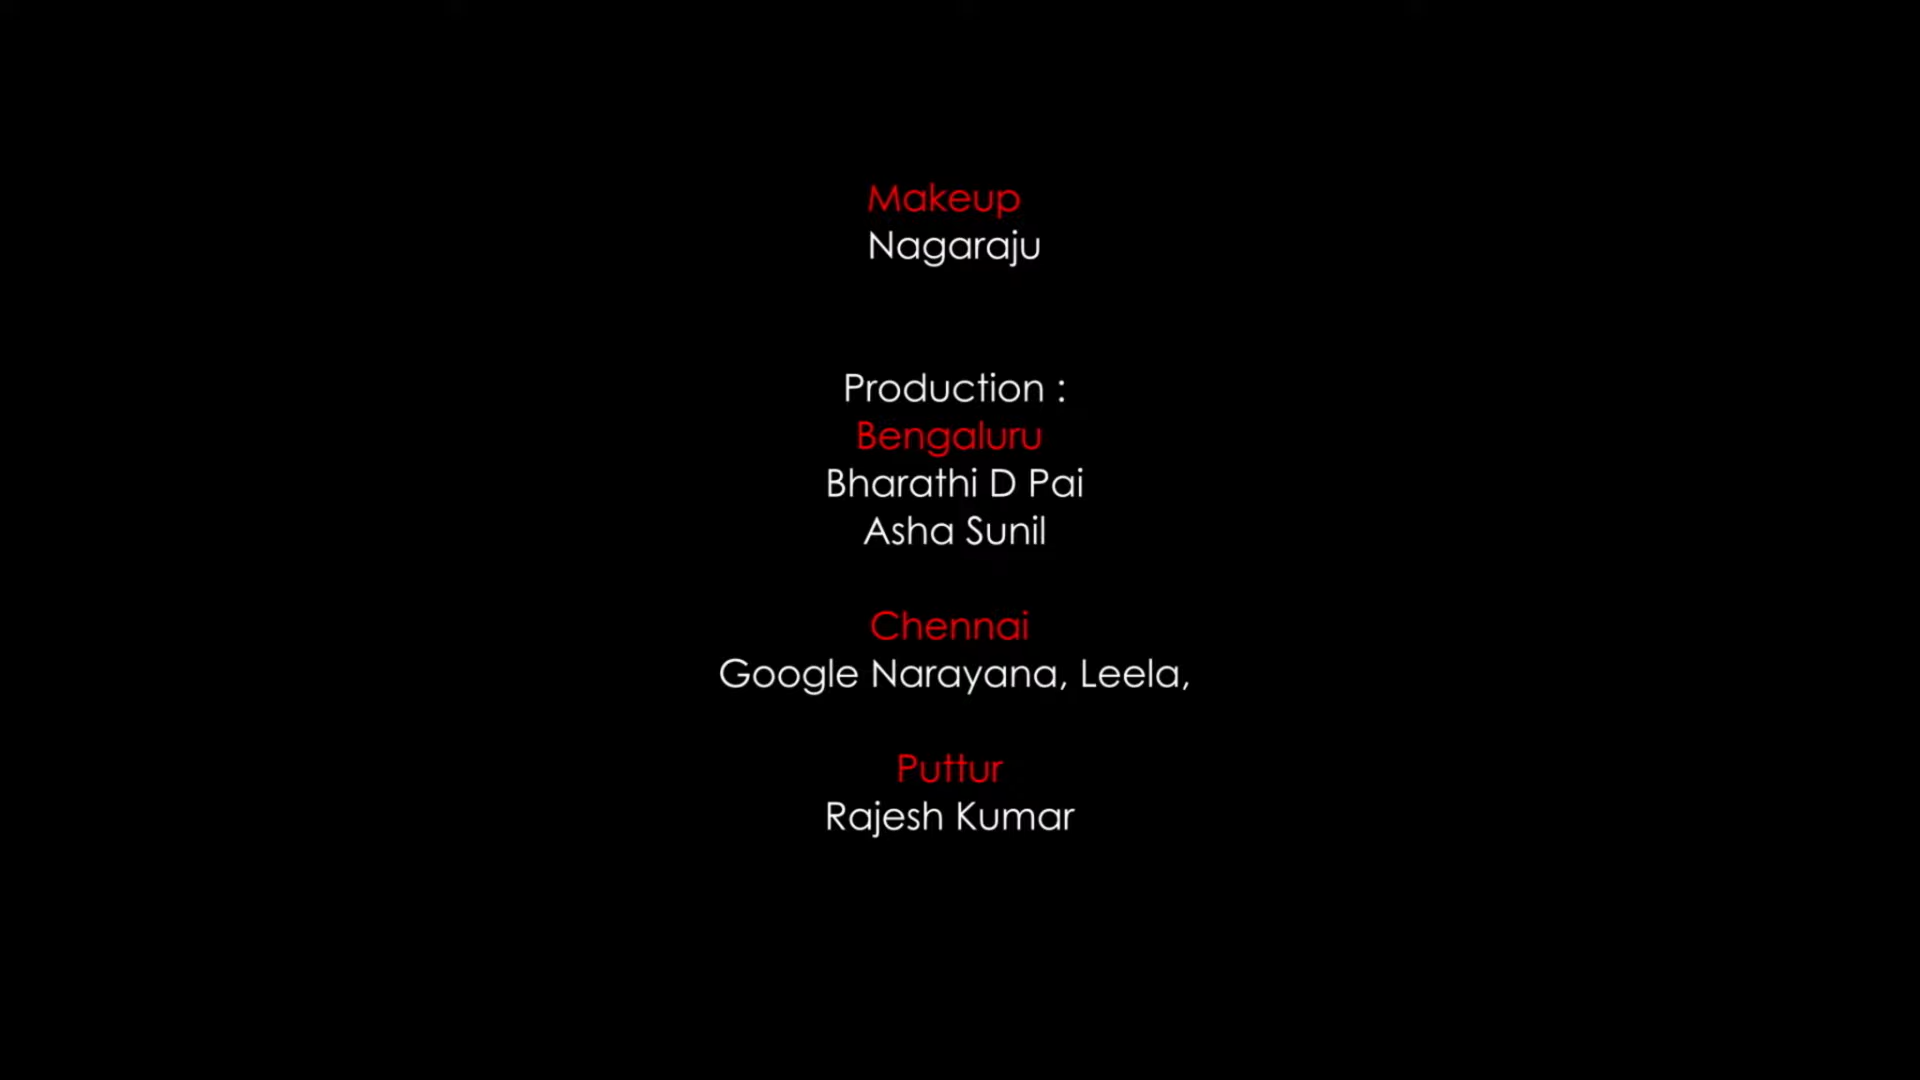 Makeup
Nagaraju
Production :
Bengaluru
Bharathi D Pai
Asha Sunil
Chennai
Google Narayana, Leela,
Puttur
Rajesh Kumar